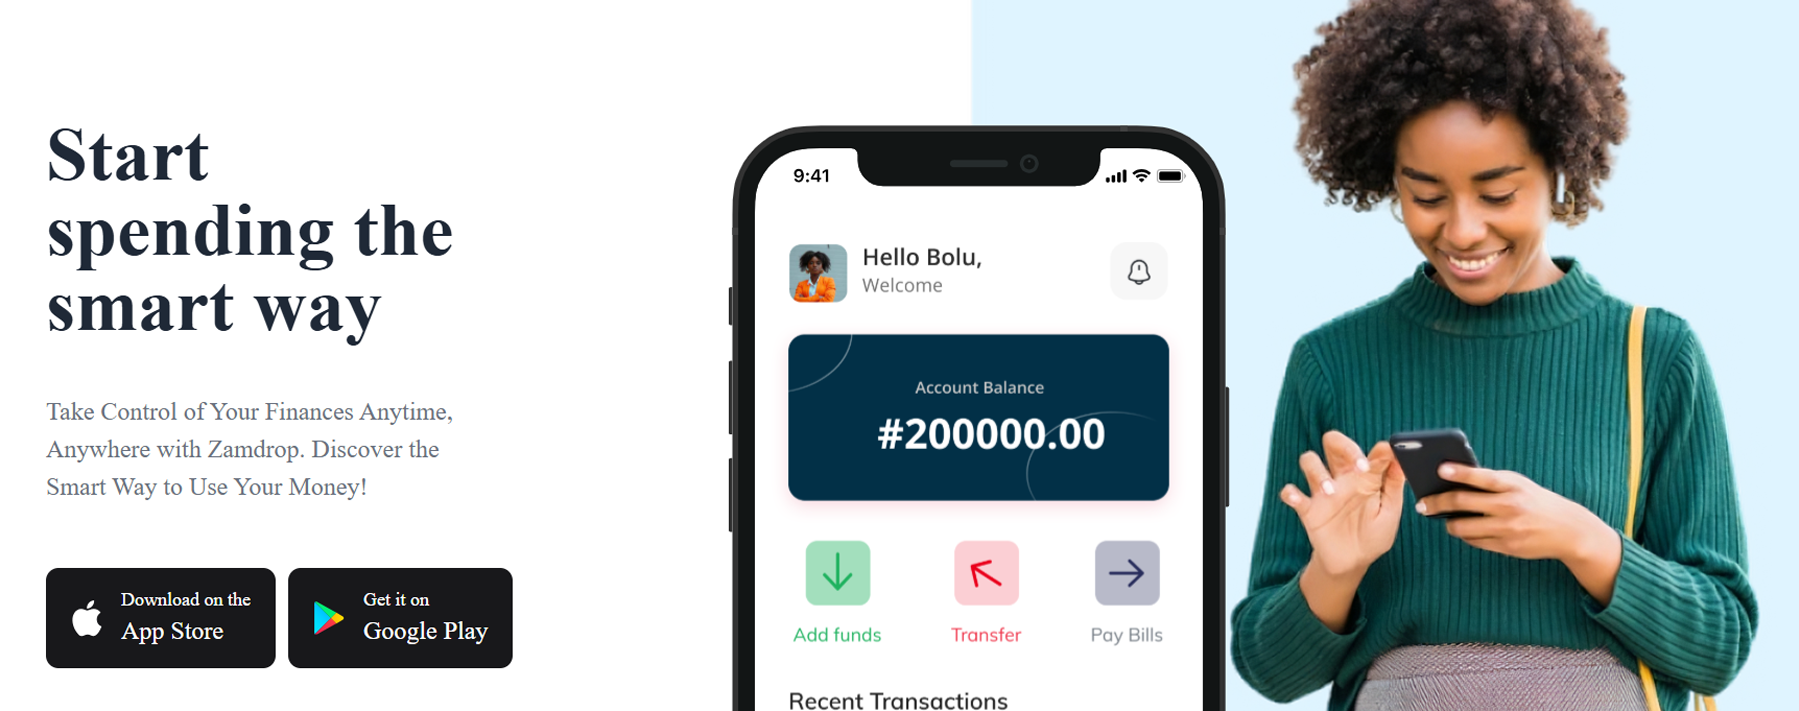 Start
spending the
smart way
Take Control of Your Finances Anytime,
Anywhere with Zamdrop. Discover the
Smart Way to Use Your Money!
Download on the
App Store
Get it on
Google Play
9:41
Hello Bolu,
Welcome
Account Balance
#200000.00
Add funds
Transfer
Pay Bills
Recent Transactions